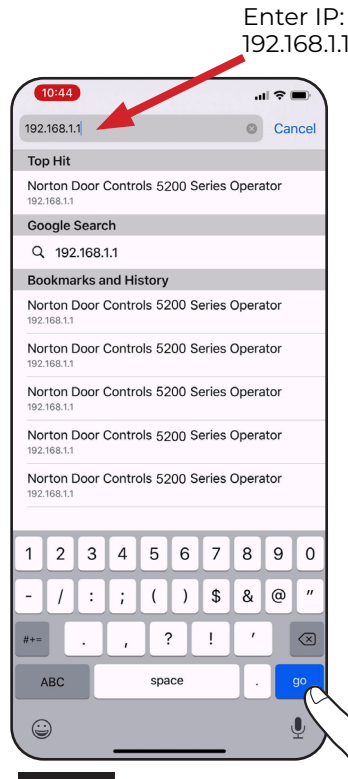 Enter IP:
192.168.1.1
10:44
192.168.1.1
Cancel
Top Hit
Norton Door Controls 5200 Series Operator
192.168.1.1
Google Search
192.168.1.1
Bookmarks and History
Norton Door Controls 5200 Series Operator
192.168.1.1
Norton Door Controls 5200 Series Operator
192.168.1.1
Norton Door Controls 5200 Series Operator
192.168.1.1
Norton Door Controls 5200 Series Operator
192.168.1.1
Norton Door Controls 5200 Series Operator
192.168.1.1
1 2 3 4 5 6 7 8 9 0
- / : ; ( ) $ & @ "
#+= . , ? ! '
ABC space . go